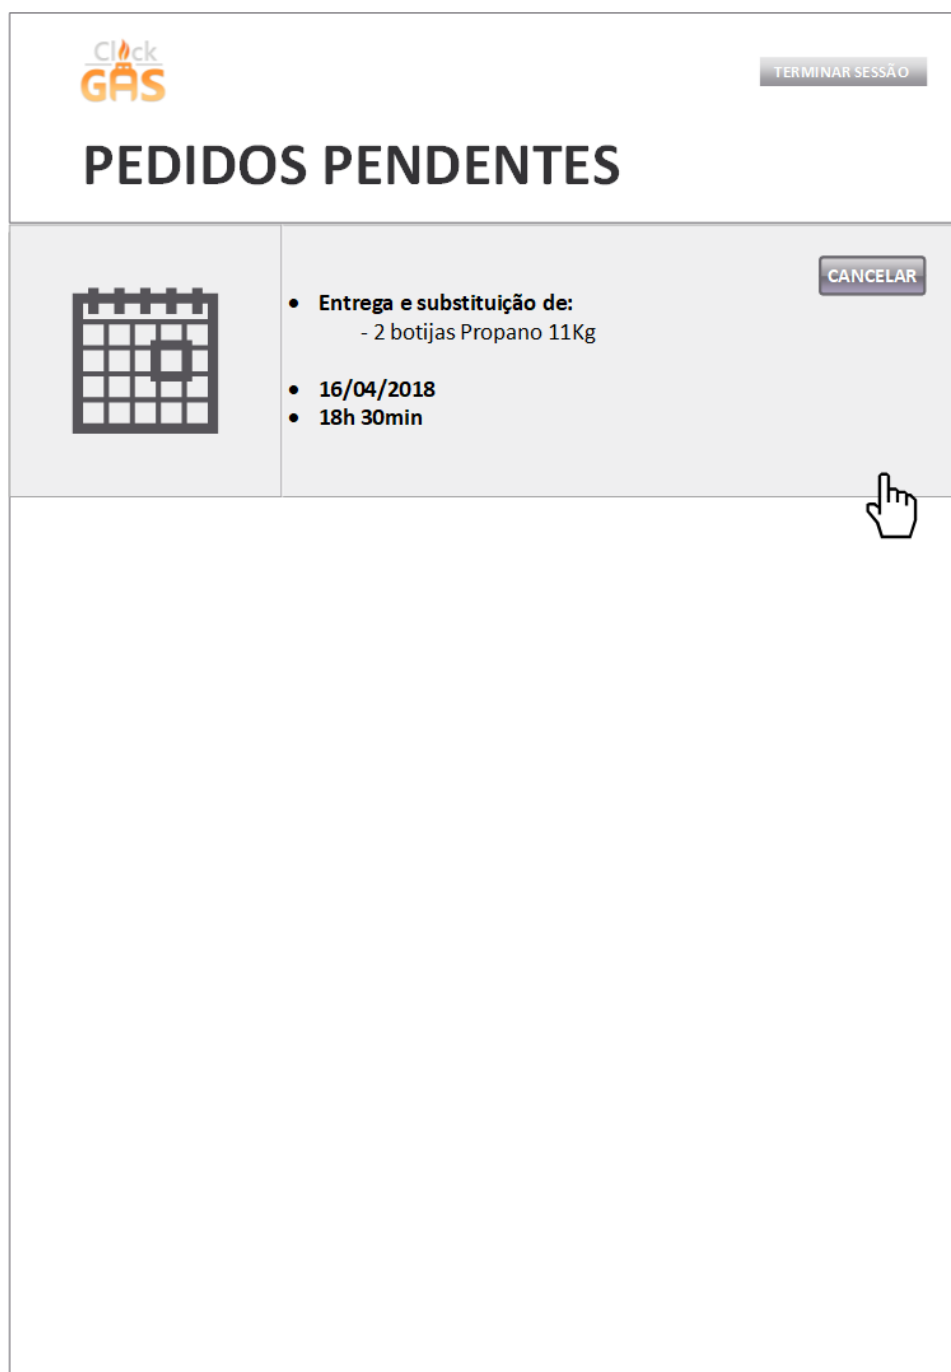 Click
GAS
TERMINAR SESSÃO
PEDIDOS PENDENTES
CANCELAR
• Entrega e substituição de:
- 2 botijas Propano 11Kg
• 16/04/2018
• 18h 30min